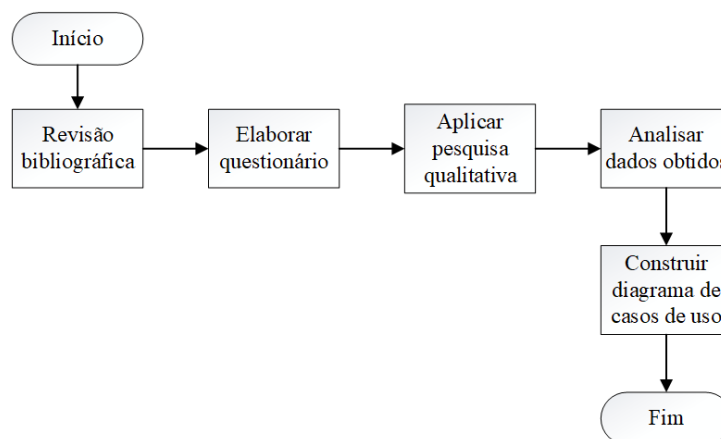 Início
Revisão
bibliográfica
Elaborar
questionário
Aplicar
pesquisa
qualitativa
Analisar
dados obtidos
Construir
diagrama de
casos de uso
Fim